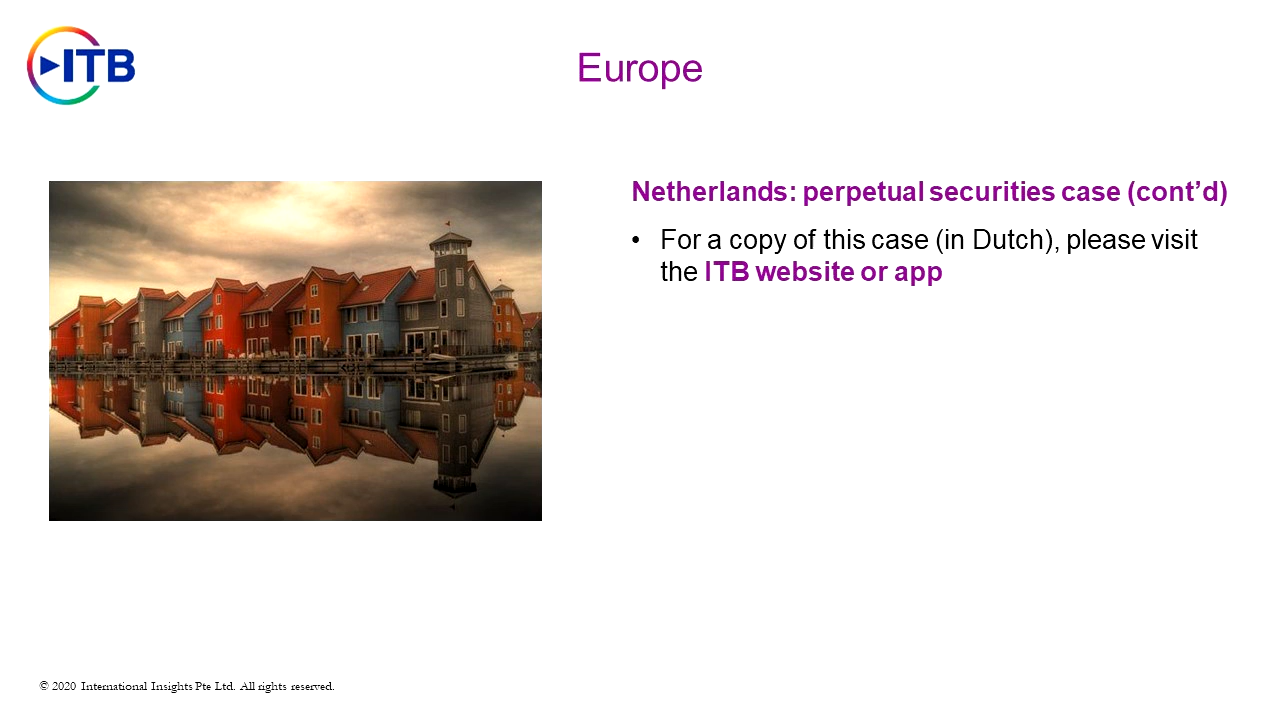 ITB
Europe
Netherlands: perpetual securities case (cont’d)
• For a copy of this case (in Dutch), please visit
the ITB website or app
© 2020 International Insights Pte Ltd. All rights reserved.